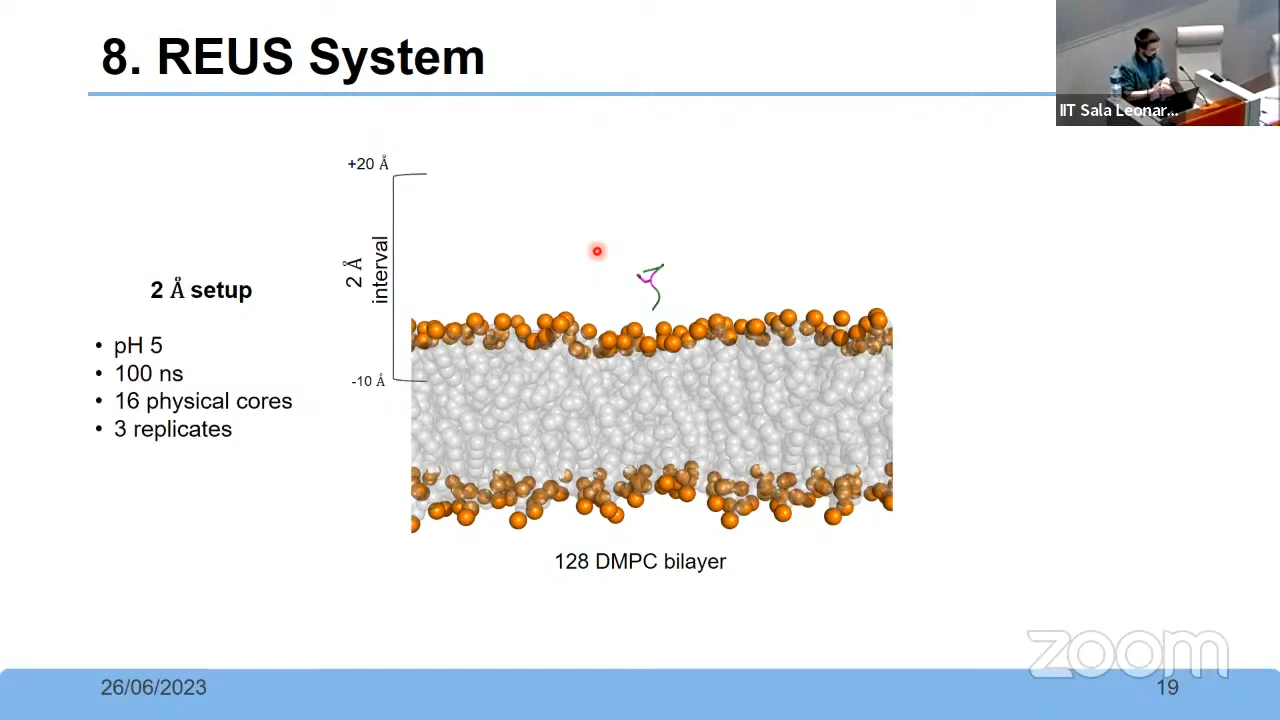 8. REUS System
IIT Sala Leonar...
+20 Å
2 Å
interval
-10 Å
2 Å setup
• pH 5
• 100 ns
• 16 physical cores
• 3 replicates
128 DMPC bilayer
zoom
26/06/2023
19